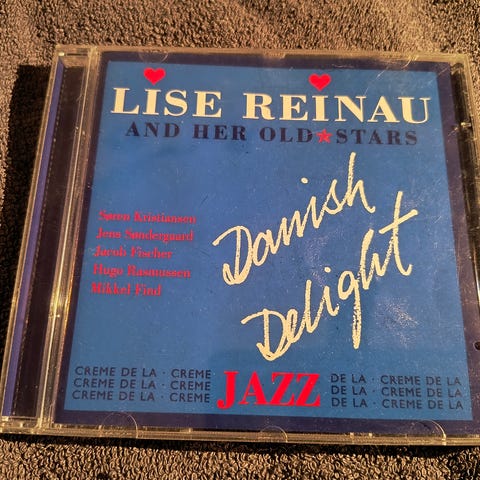 LISE REINAU
AND HER OLD★STARS
Danish
Delight
Søren Kristiansen
Jens Søndergaard
Jacob Fischer
Hugo Rasmussen
Mikkel Find
CREME DE LA · CREME DE LA · CREME DE LA
CREME DE LA · CREME JAZZ DE LA · CREME DE LA
CREME DE LA · CREME DE LA · CREME DE LA